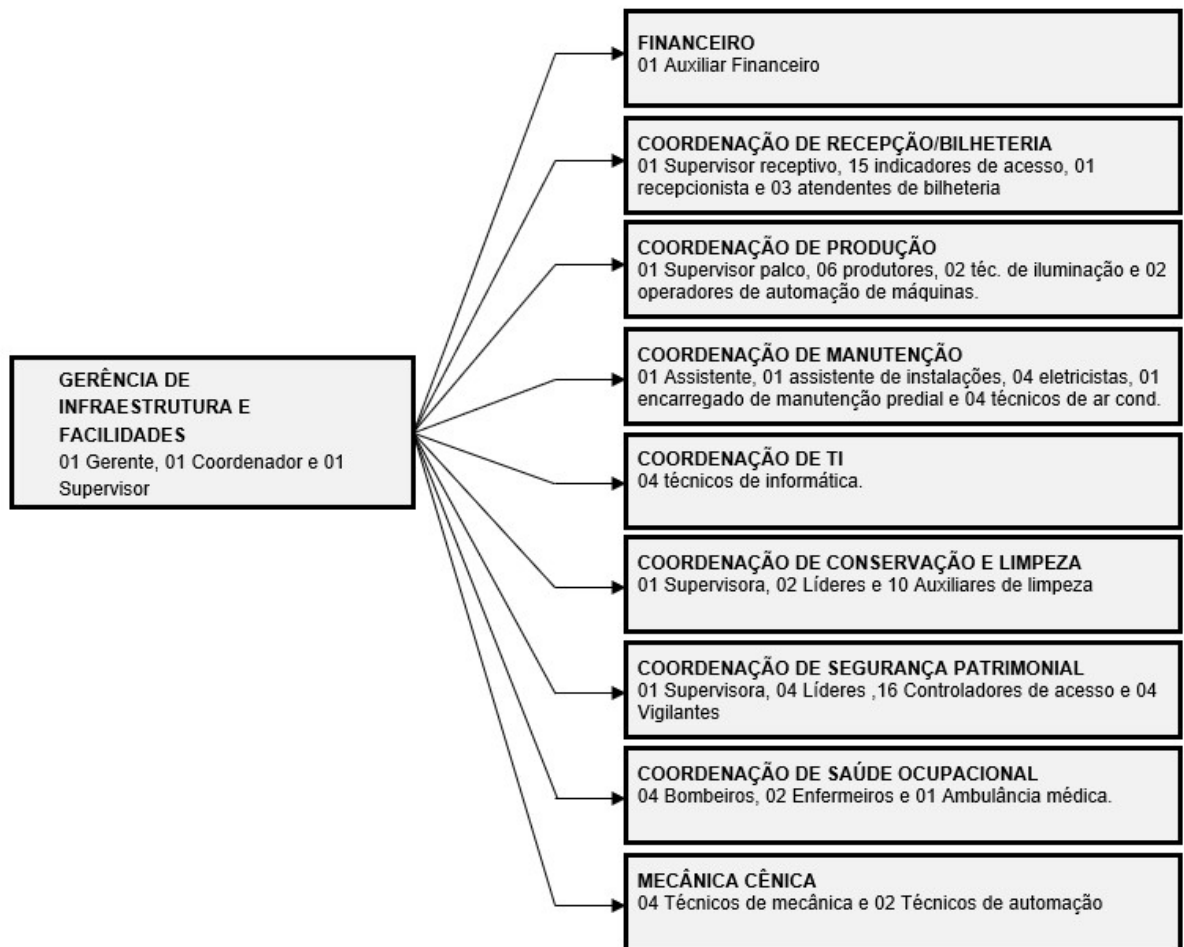 GERÊNCIA DE
INFRAESTRUTURA E
FACILIDADES
01 Gerente, 01 Coordenador e 01
Supervisor
FINANCEIRO
01 Auxiliar Financeiro
COORDENAÇÃO DE RECEPÇÃO/BILHETERIA
01 Supervisor receptivo, 15 indicadores de acesso, 01
recepcionista e 03 atendentes de bilheteria
COORDENAÇÃO DE PRODUÇÃO
01 Supervisor palco, 06 produtores, 02 téc. de iluminação e 02
operadores de automação de máquinas.
COORDENAÇÃO DE MANUTENÇÃO
01 Assistente, 01 assistente de instalações, 04 eletricistas, 01
encarregado de manutenção predial e 04 técnicos de ar cond.
COORDENAÇÃO DE TI
04 técnicos de informática.
COORDENAÇÃO DE CONSERVAÇÃO E LIMPEZA
01 Supervisora, 02 Líderes e 10 Auxiliares de limpeza
COORDENAÇÃO DE SEGURANÇA PATRIMONIAL
01 Supervisora, 04 Líderes ,16 Controladores de acesso e 04
Vigilantes
COORDENAÇÃO DE SAÚDE OCUPACIONAL
04 Bombeiros, 02 Enfermeiros e 01 Ambulância médica.
MECÂNICA CÊNICA
04 Técnicos de mecânica e 02 Técnicos de automação